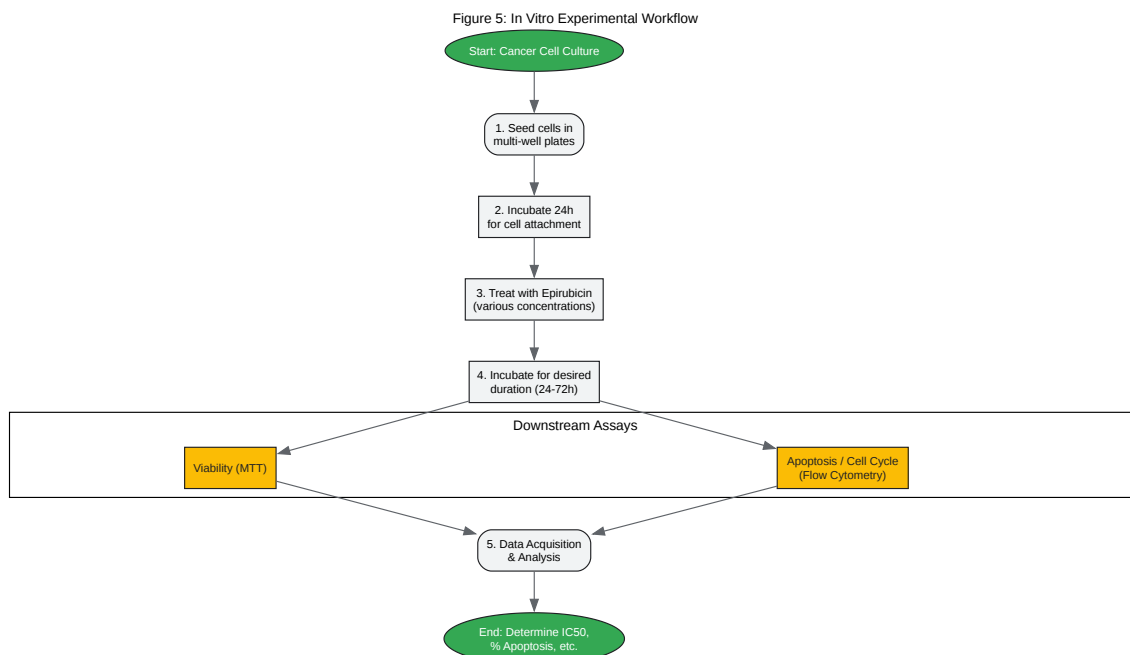 Figure 5: In Vitro Experimental Workflow
Start: Cancer Cell Culture
1. Seed cells in
multi-well plates
2. Incubate 24h
for cell attachment
3. Treat with Epirubicin
(various concentrations)
4. Incubate for desired
duration (24-72h)
Downstream Assays
Viability (MTT)
Apoptosis / Cell Cycle
(Flow Cytometry)
5. Data Acquisition
& Analysis
End: Determine IC50,
% Apoptosis, etc.